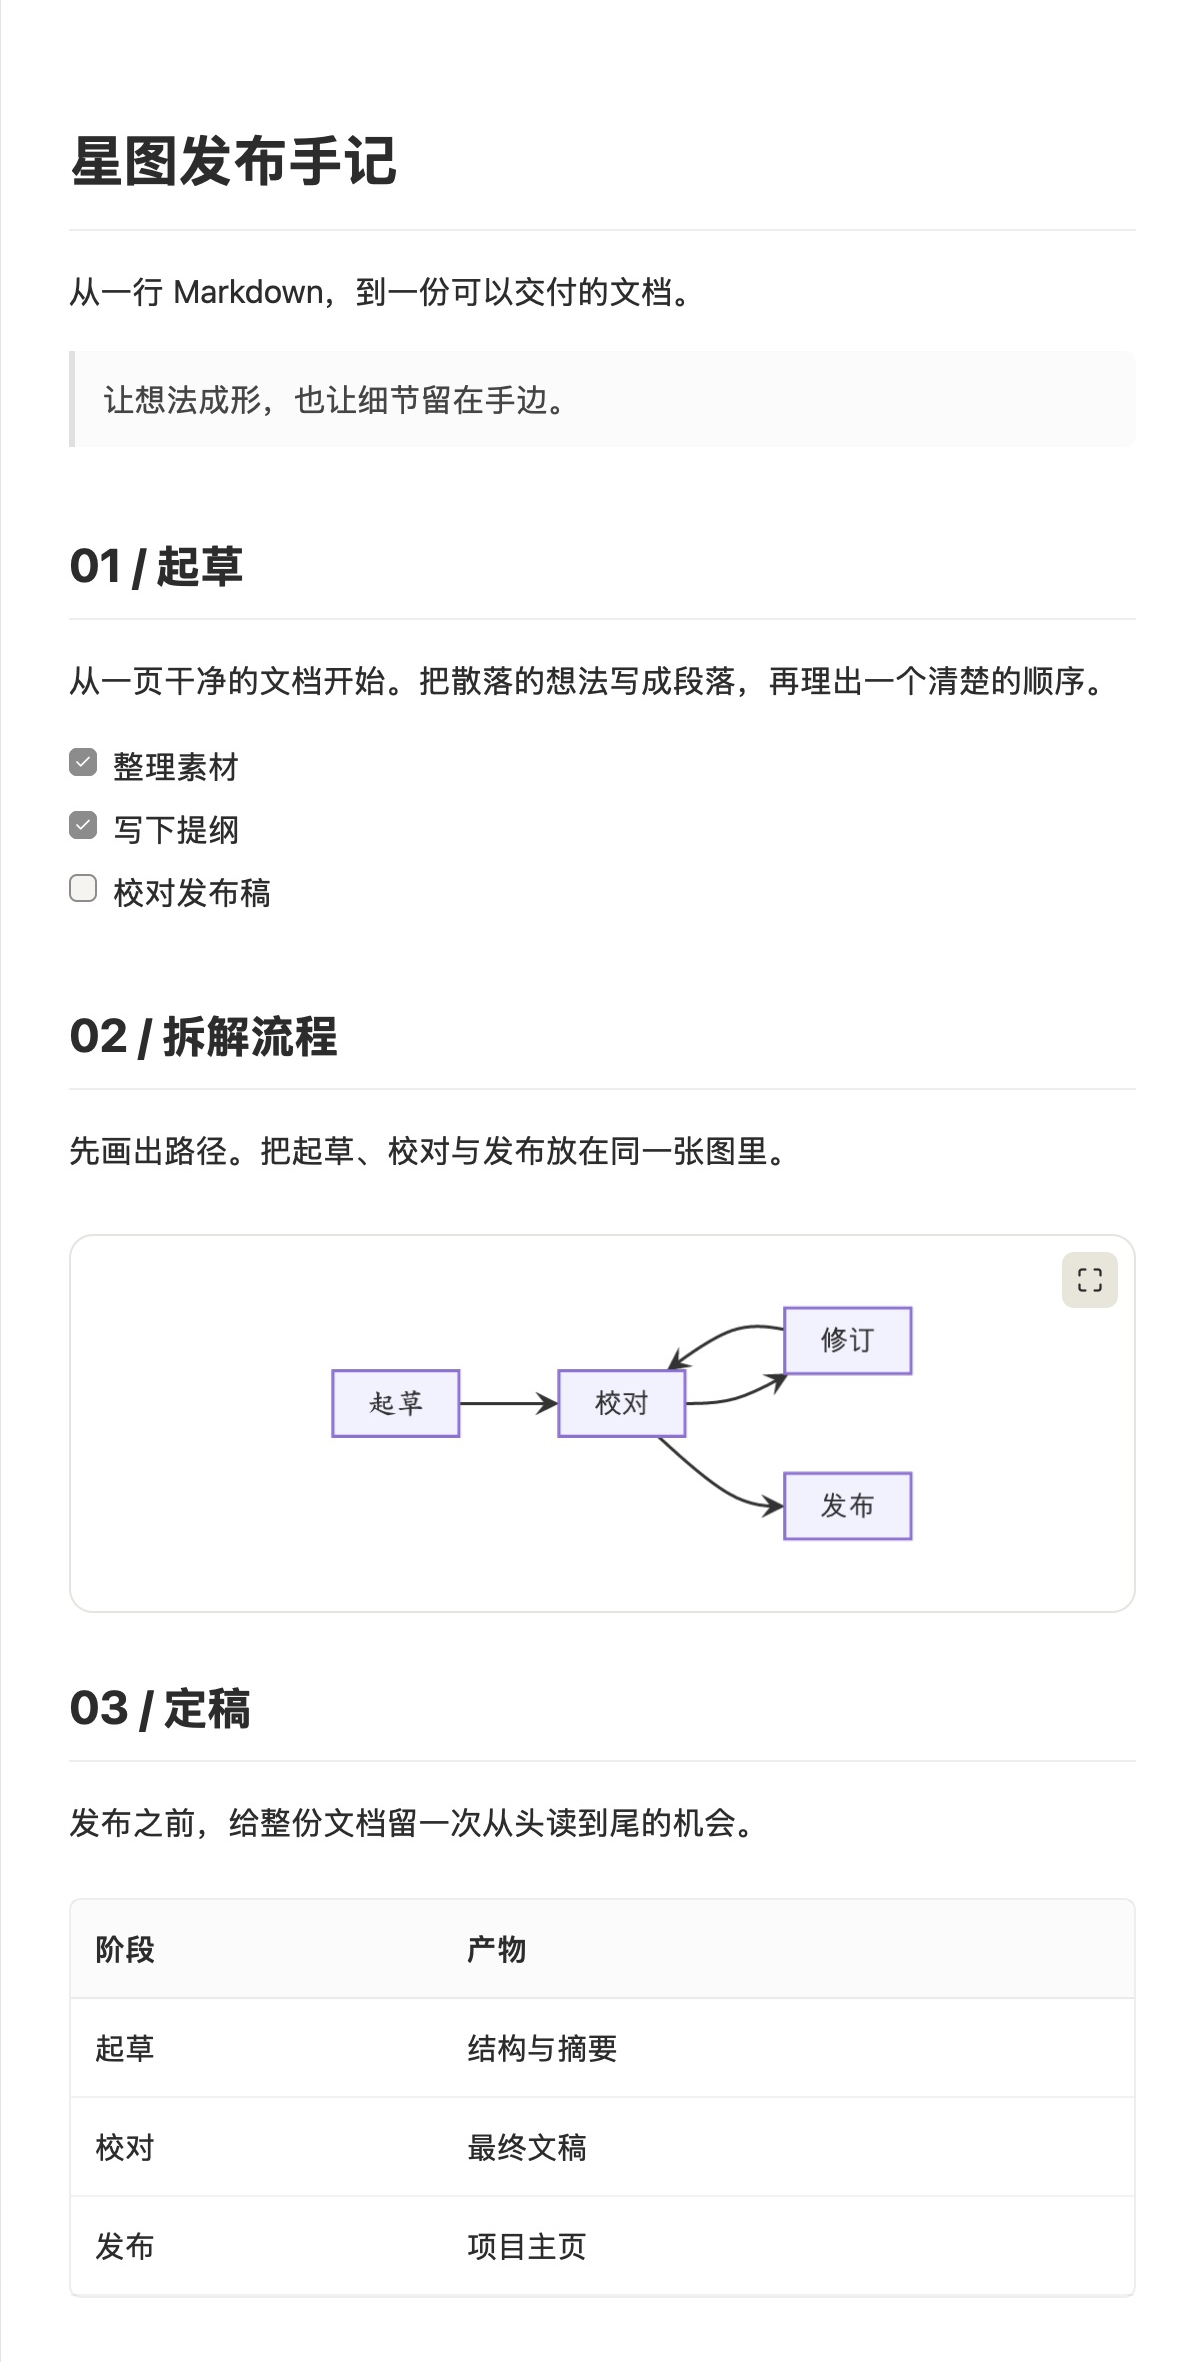 星图发布手记
从一行 Markdown，到一份可以交付的文档。
让想法成形，也让细节留在手边。
01 / 起草
从一页干净的文档开始。把散落的想法写成段落，再理出一个清楚的顺序。
整理素材
写下提纲
校对发布稿
02 / 拆解流程
先画出路径。把起草、校对与发布放在同一张图里。
修订
起草
校对
发布
03 / 定稿
发布之前，给整份文档留一次从头读到尾的机会。
阶段 产物
起草 结构与摘要
校对 最终文稿
发布 项目主页